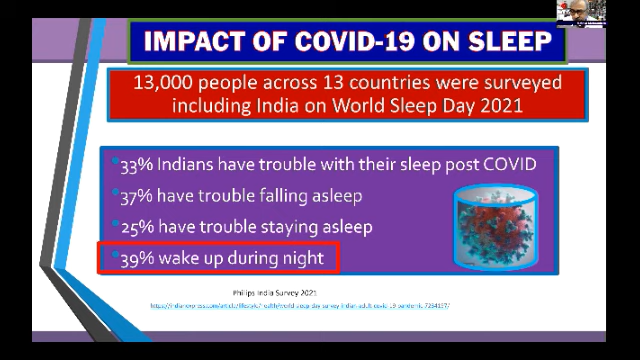 IMPACT OF COVID-19 ON SLEEP
13,000 people across 13 countries were surveyed
including India on World Sleep Day 2021
•33% Indians have trouble with their sleep post COVID
•37% have trouble falling asleep
•25% have trouble staying asleep
•39% wake up during night
Philips India Survey 2021